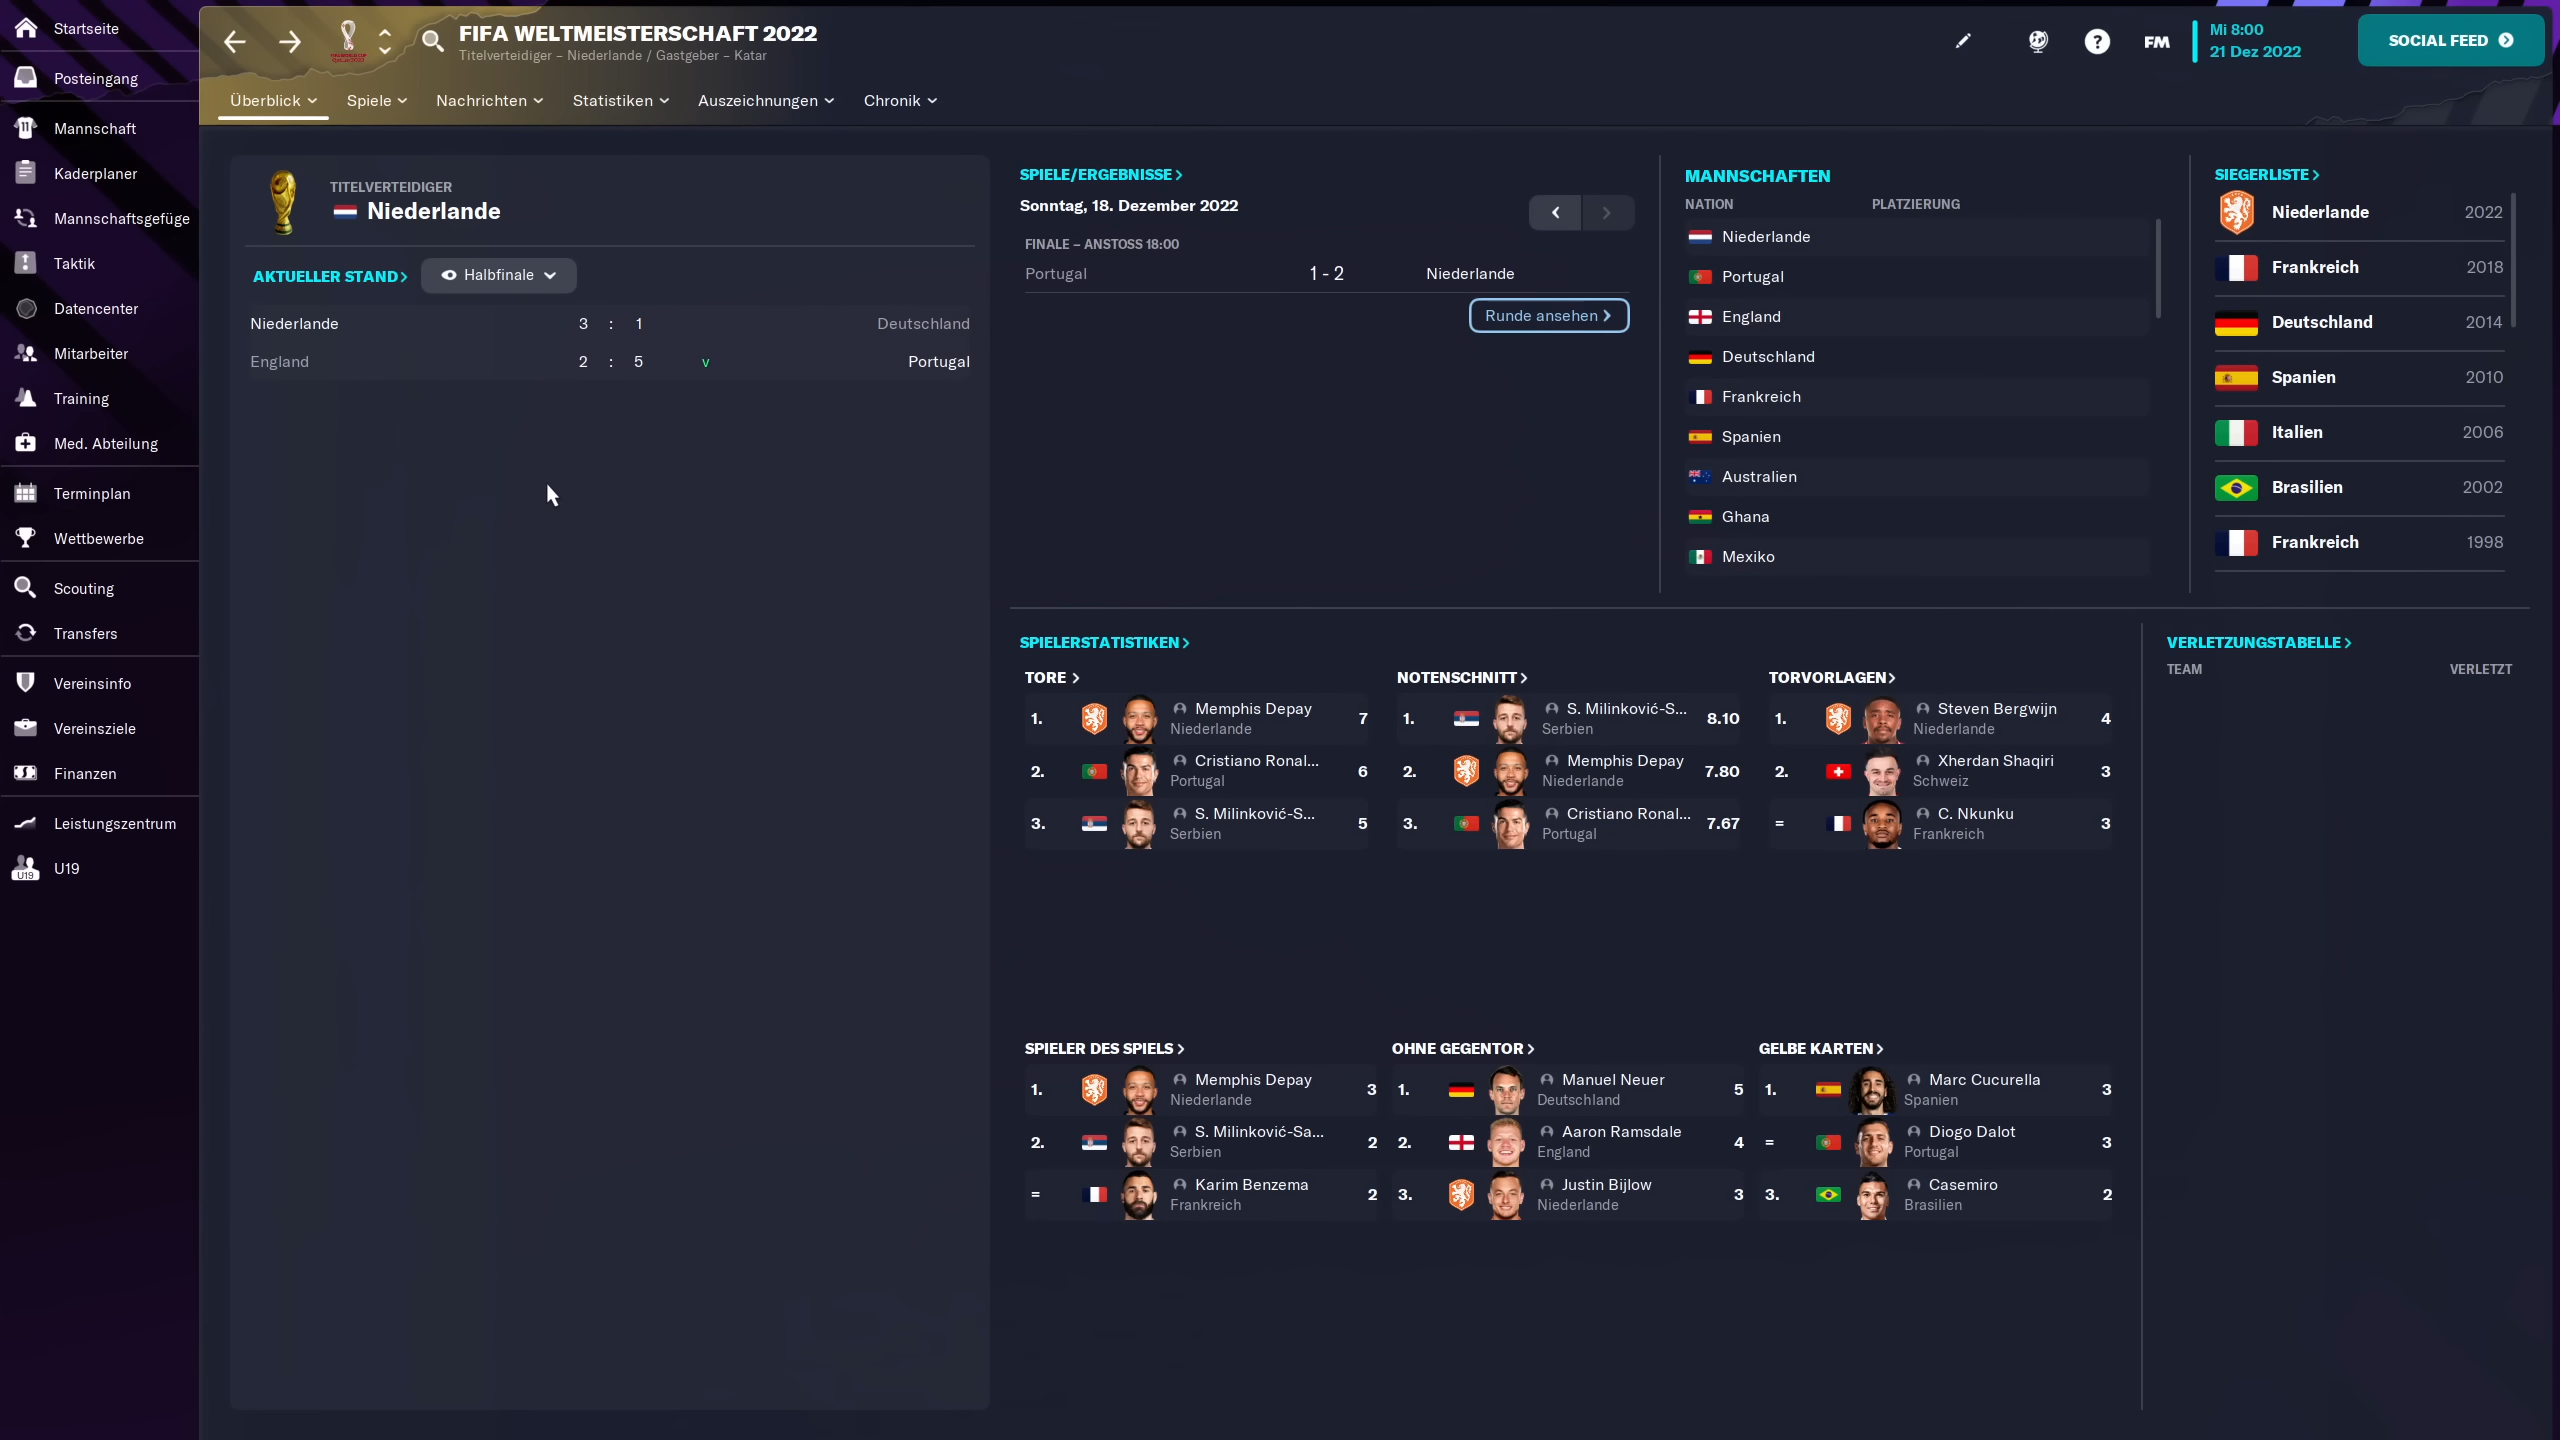 Startseite
Posteingang
Mannschaft
Kaderplaner
Mannschaftsgefüge
Taktik
Datencenter
Mitarbeiter
Training
Med. Abteilung
Terminplan
Wettbewerbe
Scouting
Transfers
Vereinsinfo
Vereinsziele
Finanzen
Leistungszentrum
U19
FIFA WELTMEISTERSCHAFT 2022
Titelverteidiger – Niederlande / Gastgeber – Katar
FM
Mi 8:00
21 Dez 2022
SOCIAL FEED
Überblick Spiele Nachrichten Statistiken Auszeichnungen Chronik
TITELVERTEIDIGER
Niederlande
AKTUELLER STAND Halbfinale
Niederlande 3 : 1 Deutschland
England 2 : 5 v Portugal
SPIELE/ERGEBNISSE
Sonntag, 18. Dezember 2022
FINALE – ANSTOSS 18:00
Portugal 1 - 2 Niederlande
Runde ansehen
MANNSCHAFTEN
NATION PLATZIERUNG
Niederlande
Portugal
England
Deutschland
Frankreich
Spanien
Australien
Ghana
Mexiko
SIEGERLISTE
Niederlande 2022
Frankreich 2018
Deutschland 2014
Spanien 2010
Italien 2006
Brasilien 2002
Frankreich 1998
SPIELERSTATISTIKEN
TORE
1. Memphis Depay 7
Niederlande
2. Cristiano Ronal... 6
Portugal
3. S. Milinković-S... 5
Serbien
NOTENSCHNITT
1. S. Milinković-S... 8.10
Serbien
2. Memphis Depay 7.80
Niederlande
3. Cristiano Ronal... 7.67
Portugal
TORVORLAGEN
1. Steven Bergwijn 4
Niederlande
2. Xherdan Shaqiri 3
Schweiz
= C. Nkunku 3
Frankreich
SPIELER DES SPIELS
1. Memphis Depay 3
Niederlande
2. S. Milinković-Sa... 2
Serbien
= Karim Benzema 2
Frankreich
OHNE GEGENTOR
1. Manuel Neuer 5
Deutschland
2. Aaron Ramsdale 4
England
3. Justin Bijlow 3
Niederlande
GELBE KARTEN
1. Marc Cucurella 3
Spanien
= Diogo Dalot 3
Portugal
3. Casemiro 2
Brasilien
VERLETZUNGSTABELLE
TEAM VERLETZT